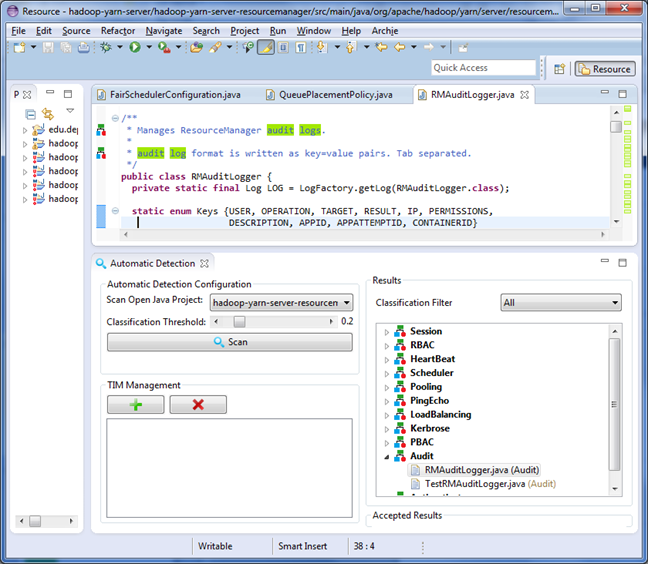 Resource - hadoop-yarn-server/hadoop-yarn-server-resourcemanager/src/main/java/org/apache/hadoop/yarn/server/resourcem...
File Edit Source Refactor Navigate Search Project Run Window Help Archie
Quick Access
Resource
P
edu.dep
hadoop
hadoop
hadoop
hadoop
hadoop
FairSchedulerConfiguration.java QueuePlacementPolicy.java RMAuditLogger.java
/**
* Manages ResourceManager audit logs.
*
* audit log format is written as key=value pairs. Tab separated.
*/
public class RMAuditLogger {
private static final Log LOG = LogFactory.getLog(RMAuditLogger.class);
static enum Keys {USER, OPERATION, TARGET, RESULT, IP, PERMISSIONS,
DESCRIPTION, APPID, APPATTEMPTID, CONTAINERID}
Automatic Detection
Automatic Detection Configuration
Scan Open Java Project: hadoop-yarn-server-resourcem
Classification Threshold: 0.2
Scan
TIM Management
Results
Classification Filter All
Session
RBAC
HeartBeat
Scheduler
Pooling
PingEcho
LoadBalancing
Kerbrose
PBAC
Audit
RMAuditLogger.java (Audit)
TestRMAuditLogger.java (Audit)
Accepted Results
Writable Smart Insert 38 : 4